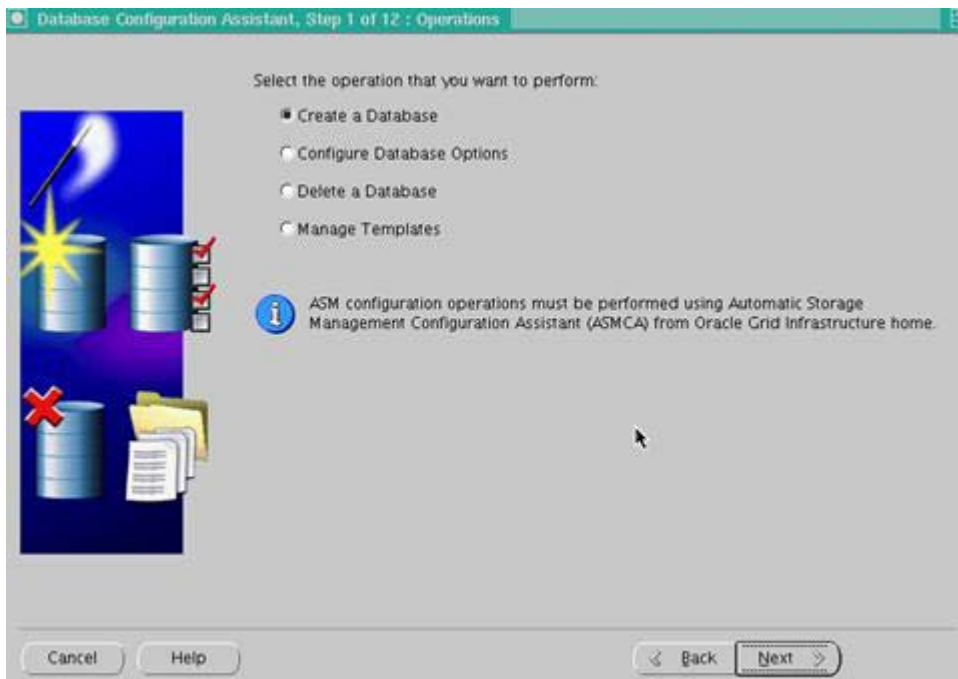 Database Configuration Assistant, Step 1 of 12 : Operations
Select the operation that you want to perform:
Create a Database
Configure Database Options
Delete a Database
Manage Templates
ASM configuration operations must be performed using Automatic Storage
Management Configuration Assistant (ASMCA) from Oracle Grid Infrastructure home.
Cancel Help Back Next